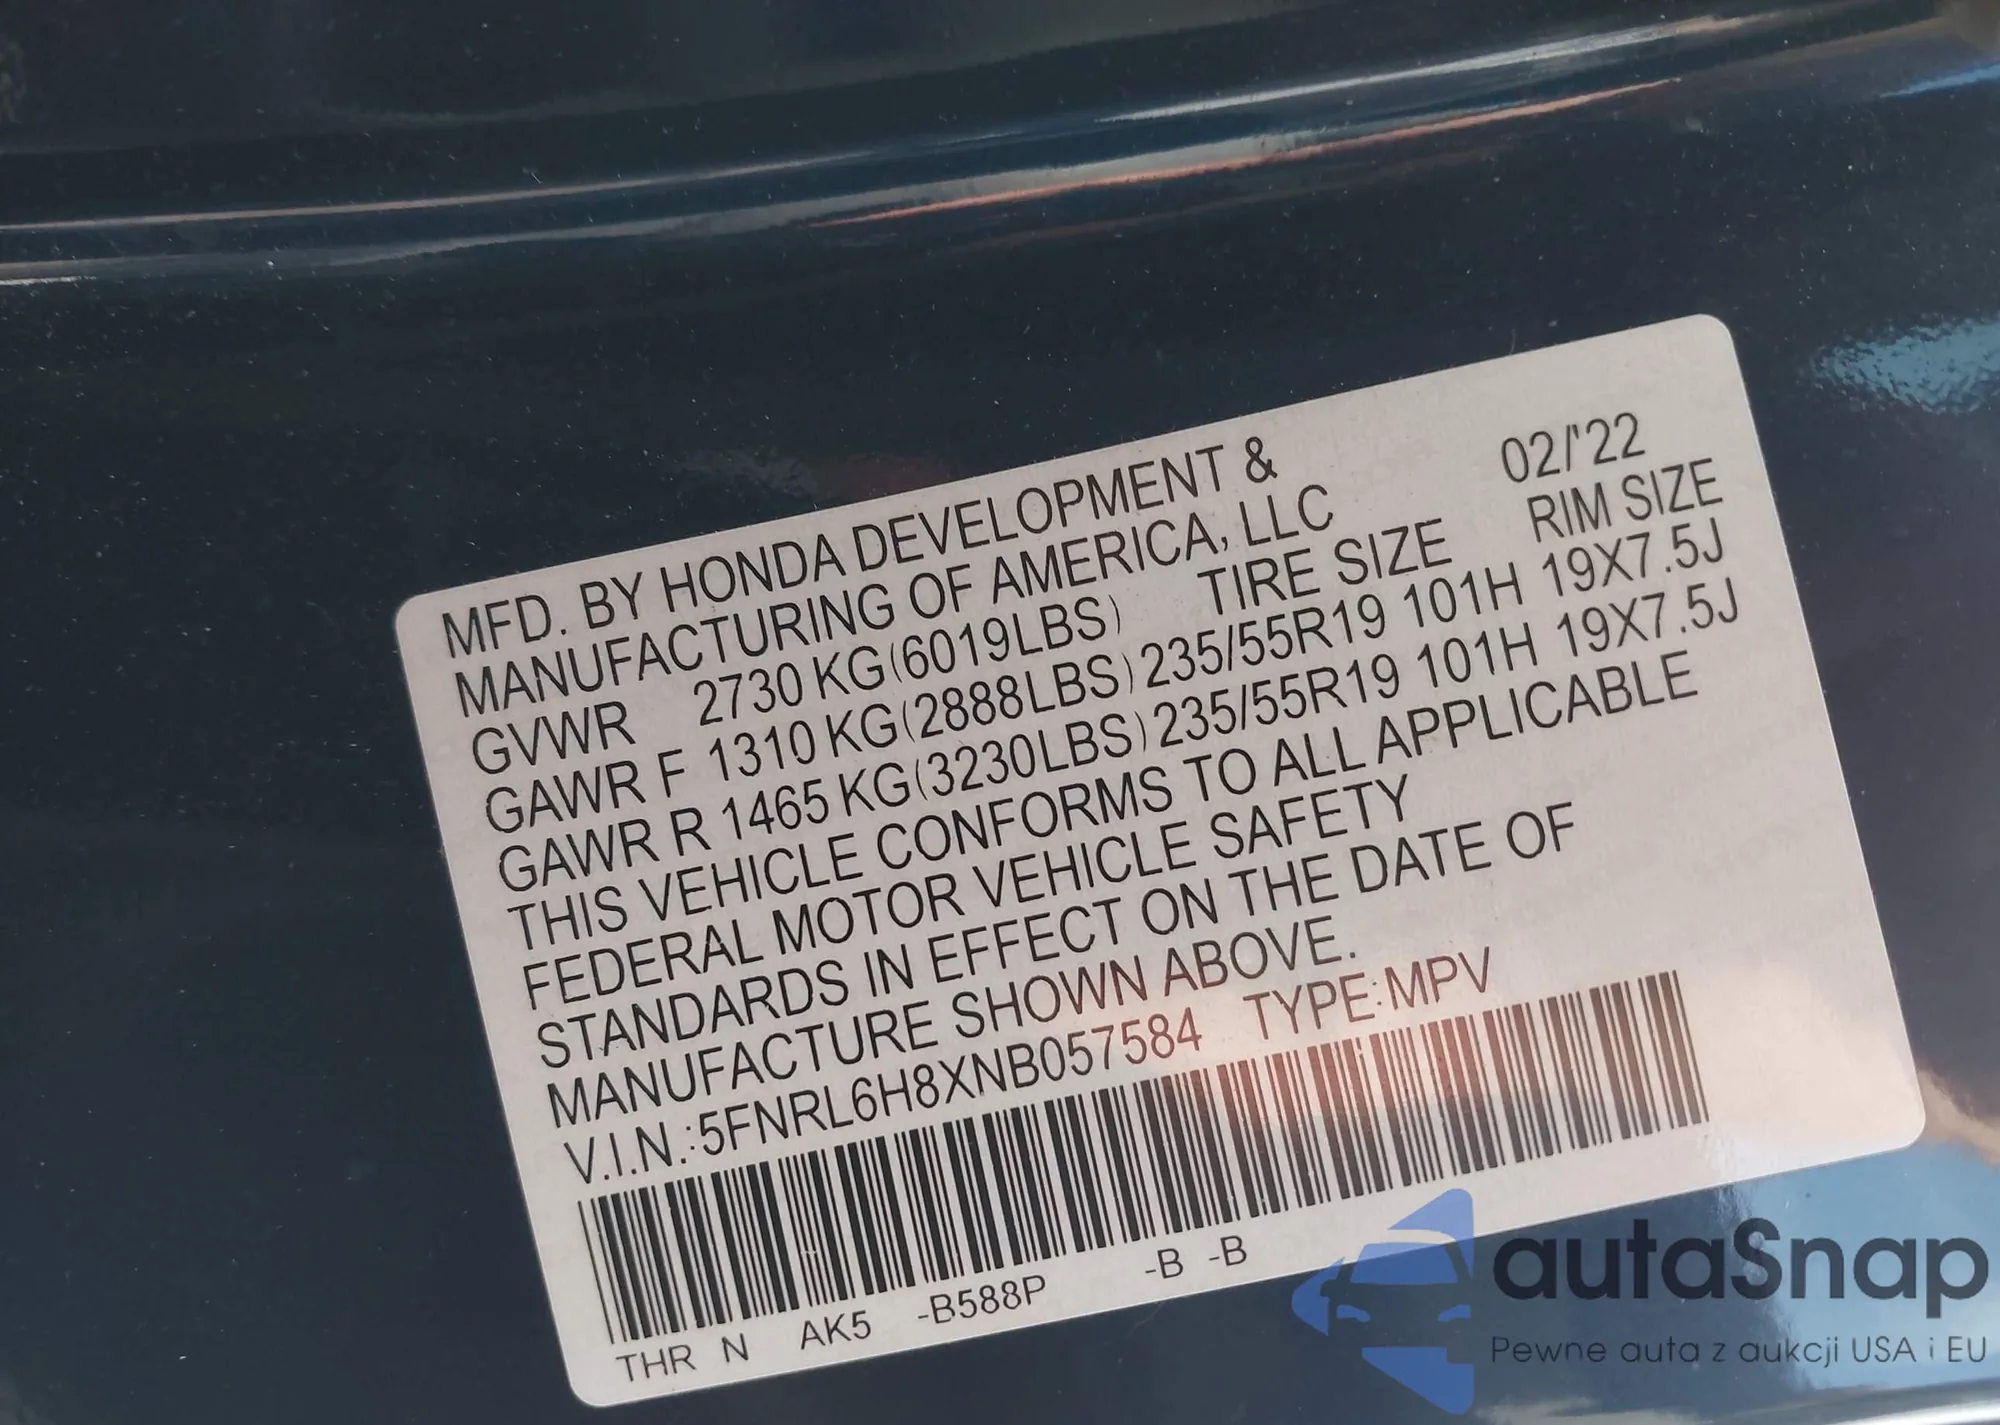 MFD. BY HONDA DEVELOPMENT & 02/'22
MANUFACTURING OF AMERICA, LLC RIM SIZE
GVWR 2730 KG(6019LBS) TIRE SIZE
GAWR F 1310 KG(2888LBS) 235/55R19 101H 19X7.5J
GAWR R 1465 KG(3230LBS) 235/55R19 101H 19X7.5J
THIS VEHICLE CONFORMS TO ALL APPLICABLE
FEDERAL MOTOR VEHICLE SAFETY
STANDARDS IN EFFECT ON THE DATE OF
MANUFACTURE SHOWN ABOVE.
V.I.N.:5FNRL6H8XNB057584 TYPE:MPV
THR N AK5 -B588P -B -B
autaSnap
Pewne auta z aukcji USA i EU